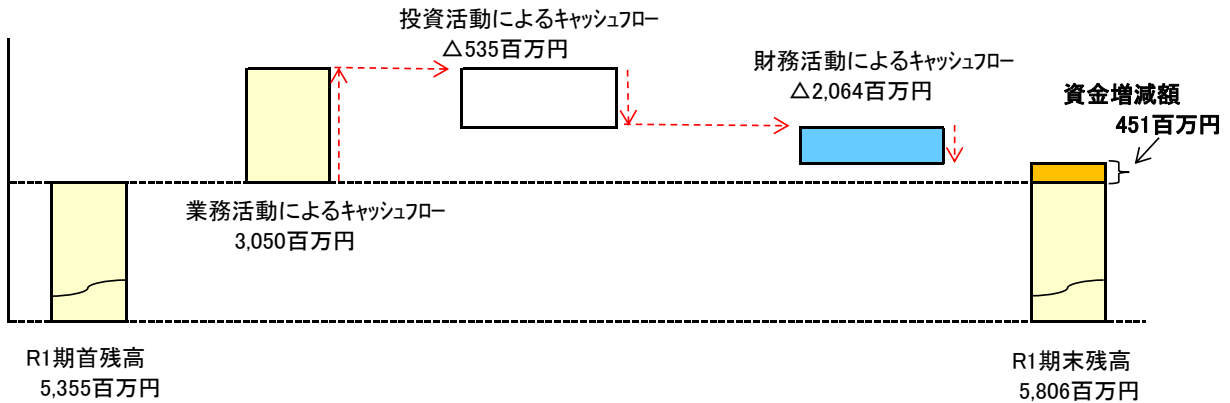 投資活動によるキャッシュフロー
△535百万円
財務活動によるキャッシュフロー
△2,064百万円
資金増減額
451百万円
業務活動によるキャッシュフロー
3,050百万円
R1期首残高
5,355百万円
R1期末残高
5,806百万円